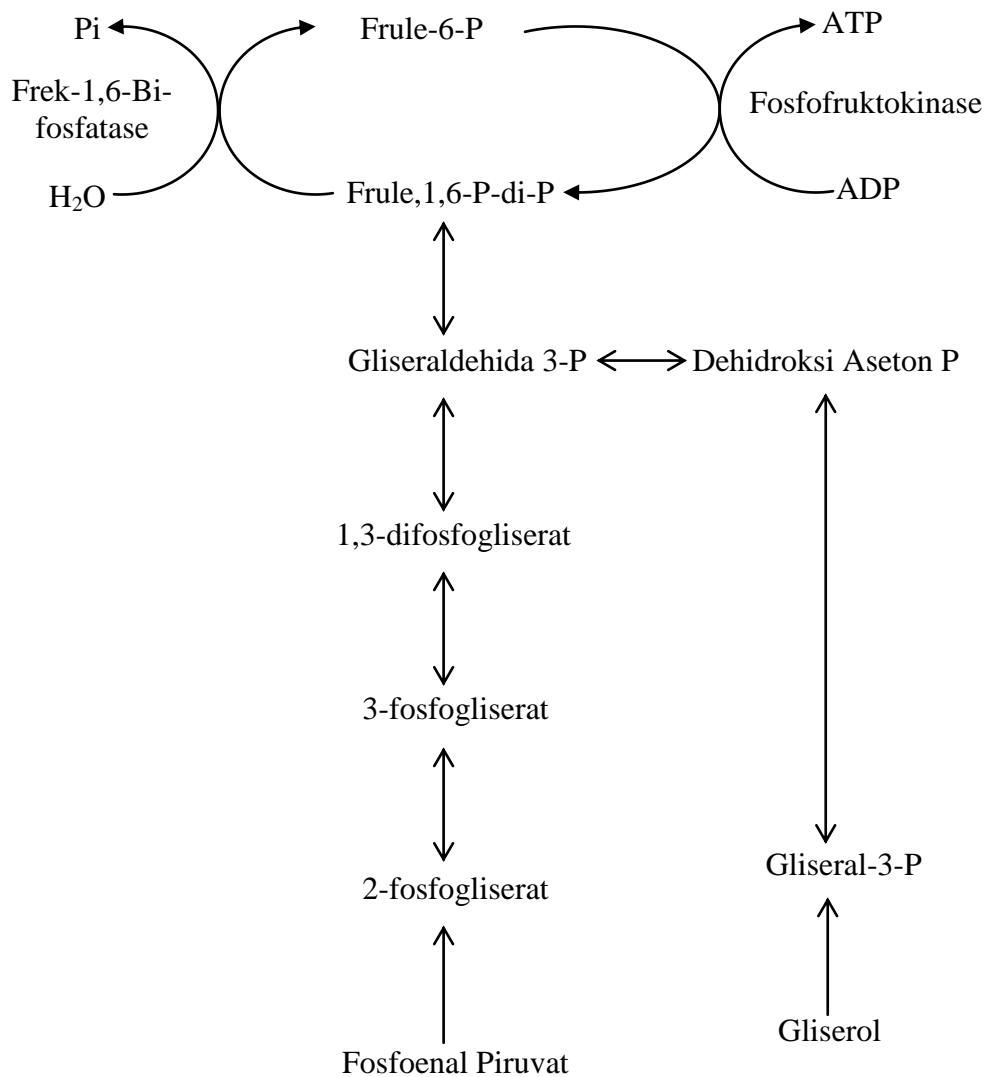 Pi
Frule-6-P
ATP
Frek-1,6-Bi-
fosfatase
Fosfofruktokinase
H₂O
Frule,1,6-P-di-P
ADP
Gliseraldehida 3-P
Dehidroksi Aseton P
1,3-difosfogliserat
3-fosfogliserat
Gliseral-3-P
2-fosfogliserat
Gliserol
Fosfoenal Piruvat